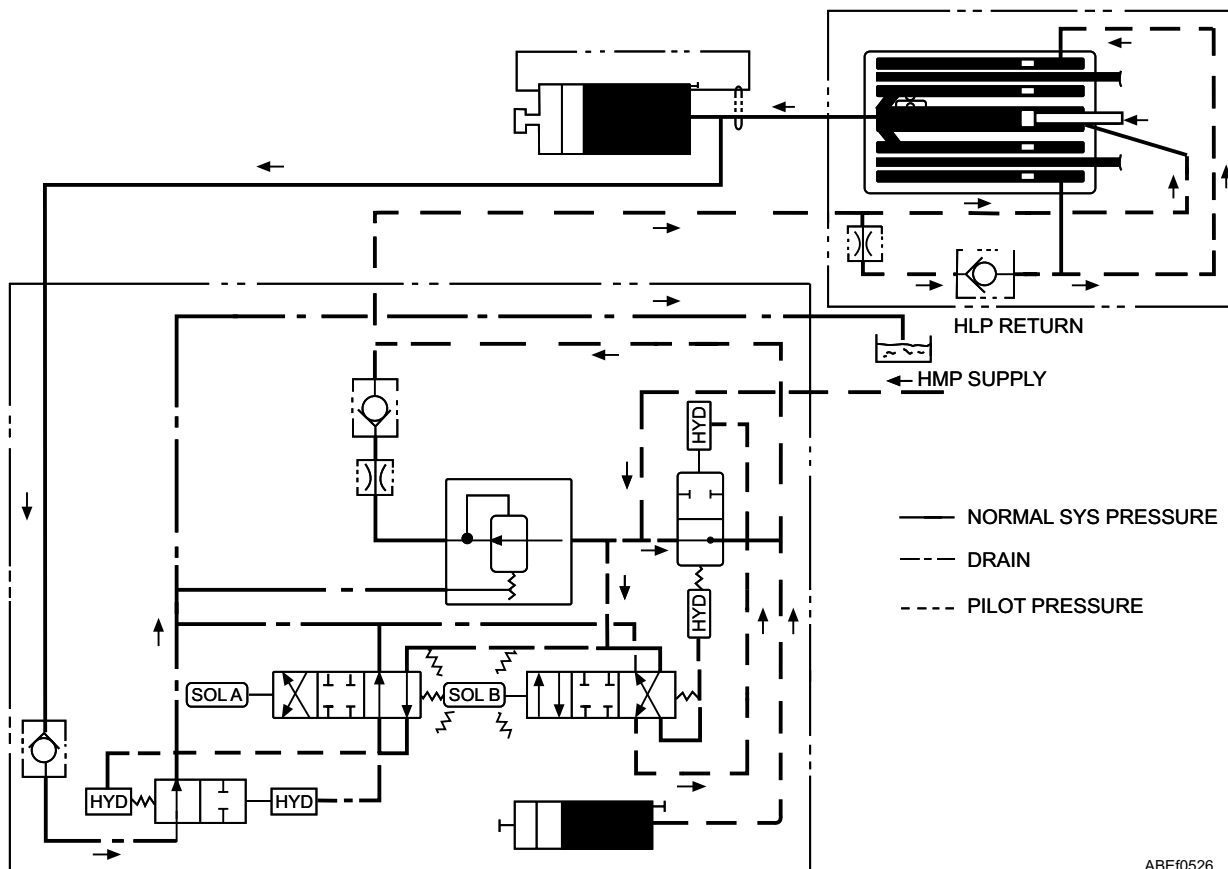 HLP RETURN
HMP SUPPLY
HYD
NORMAL SYS PRESSURE
DRAIN
PILOT PRESSURE
HYD
SOL A
SOL B
HYD
HYD
ABEf0526